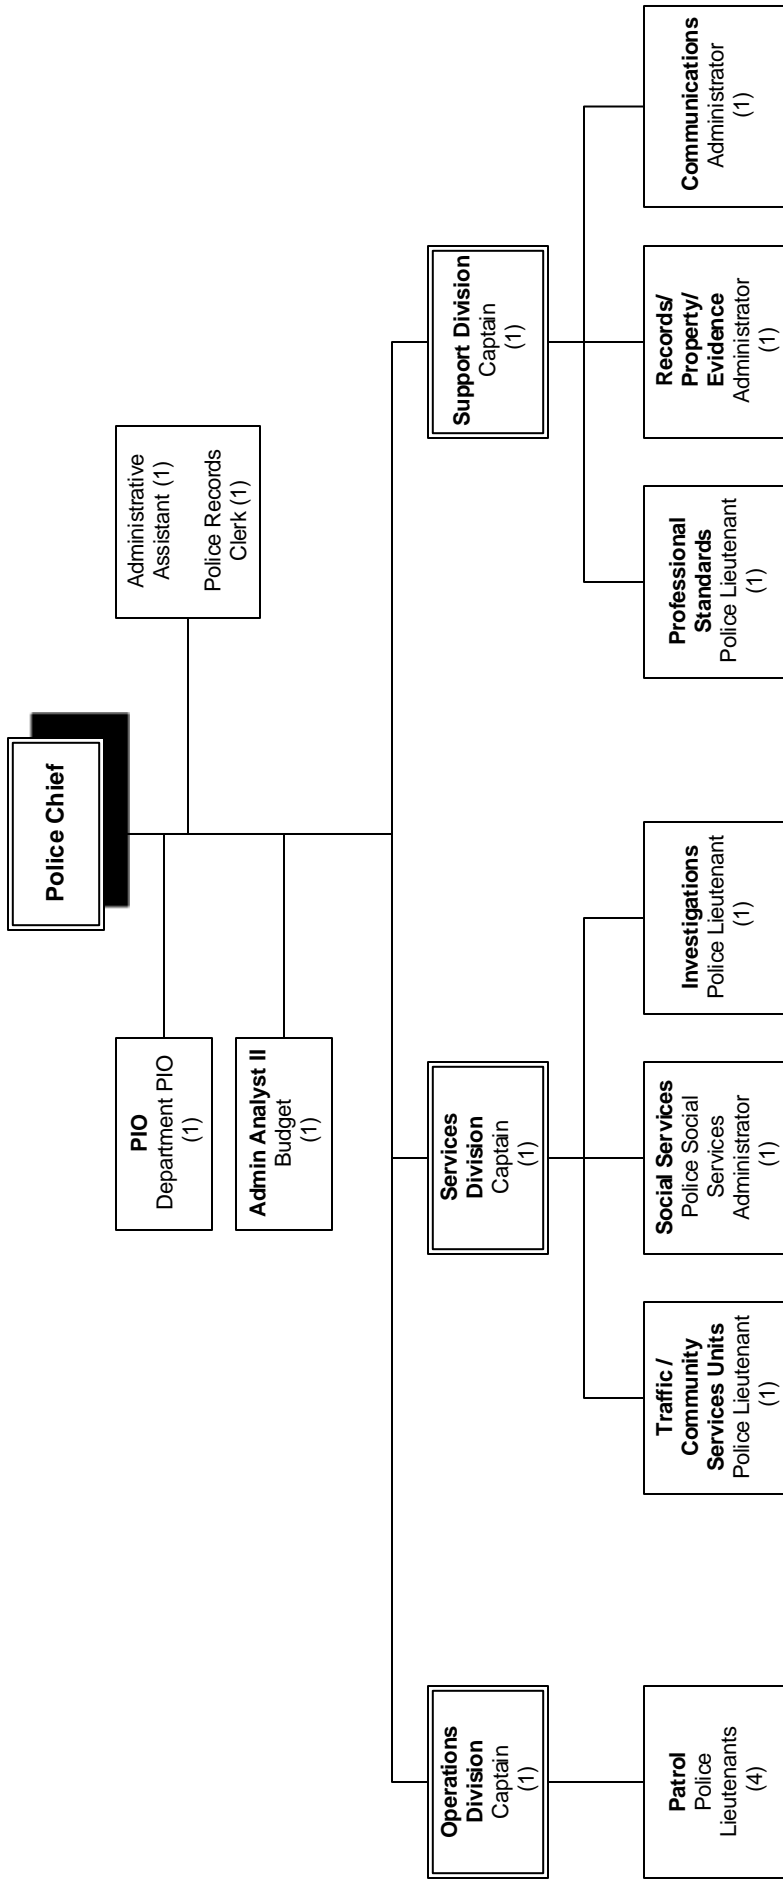 Police Chief
PIO
Department PIO
(1)
Admin Analyst II
Budget
(1)
Administrative
Assistant (1)
Police Records
Clerk (1)
Operations
Division
Captain
(1)
Services
Division
Captain
(1)
Support Division
Captain
(1)
Patrol
Police
Lieutenants
(4)
Traffic /
Community
Services Units
Police Lieutenant
(1)
Social Services
Police Social
Services
Administrator
(1)
Investigations
Police Lieutenant
(1)
Professional
Standards
Police Lieutenant
(1)
Records/
Property/
Evidence
Administrator
(1)
Communications
Administrator
(1)